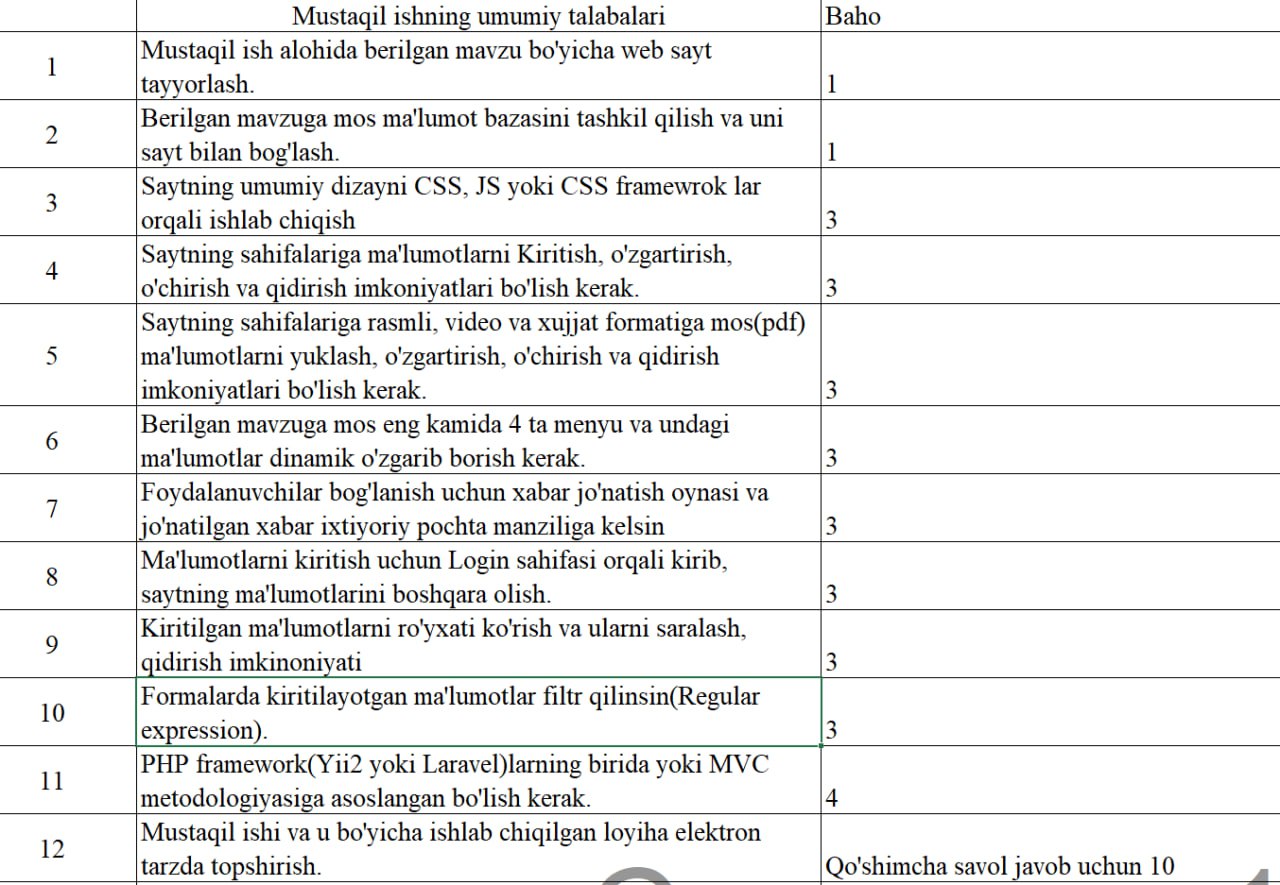 Mustaqil ishning umumiy talabalari Baho
1 Mustaqil ish alohida berilgan mavzu bo'yicha web sayt
tayyorlash. 1
2 Berilgan mavzuga mos ma'lumot bazasini tashkil qilish va uni
sayt bilan bog'lash. 1
3 Saytning umumiy dizayni CSS, JS yoki CSS framewrok lar
orqali ishlab chiqish 3
4 Saytning sahifalariga ma'lumotlarni Kiritish, o'zgartirish,
o'chirish va qidirish imkoniyatlari bo'lish kerak. 3
Saytning sahifalariga rasmli, video va xujjat formatiga mos(pdf)
5 ma'lumotlarni yuklash, o'zgartirish, o'chirish va qidirish
imkoniyatlari bo'lish kerak. 3
6 Berilgan mavzuga mos eng kamida 4 ta menyu va undagi
ma'lumotlar dinamik o'zgarib borish kerak. 3
7 Foydalanuvchilar bog'lanish uchun xabar jo'natish oynasi va
jo'natilgan xabar ixtiyoriy pochta manziliga kelsin 3
8 Ma'lumotlarni kiritish uchun Login sahifasi orqali kirib,
saytning ma'lumotlarini boshqara olish. 3
9 Kiritilgan ma'lumotlarni ro'yxati ko'rish va ularni saralash,
qidirish imkinoniyati 3
10 Formalarda kiritilayotgan ma'lumotlar filtr qilinsin(Regular
expression). 3
11 PHP framework(Yii2 yoki Laravel)larning birida yoki MVC
metodologiyasiga asoslangan bo'lish kerak. 4
12 Mustaqil ishi va u bo'yicha ishlab chiqilgan loyiha elektron
tarzda topshirish. Qo'shimcha savol javob uchun 10